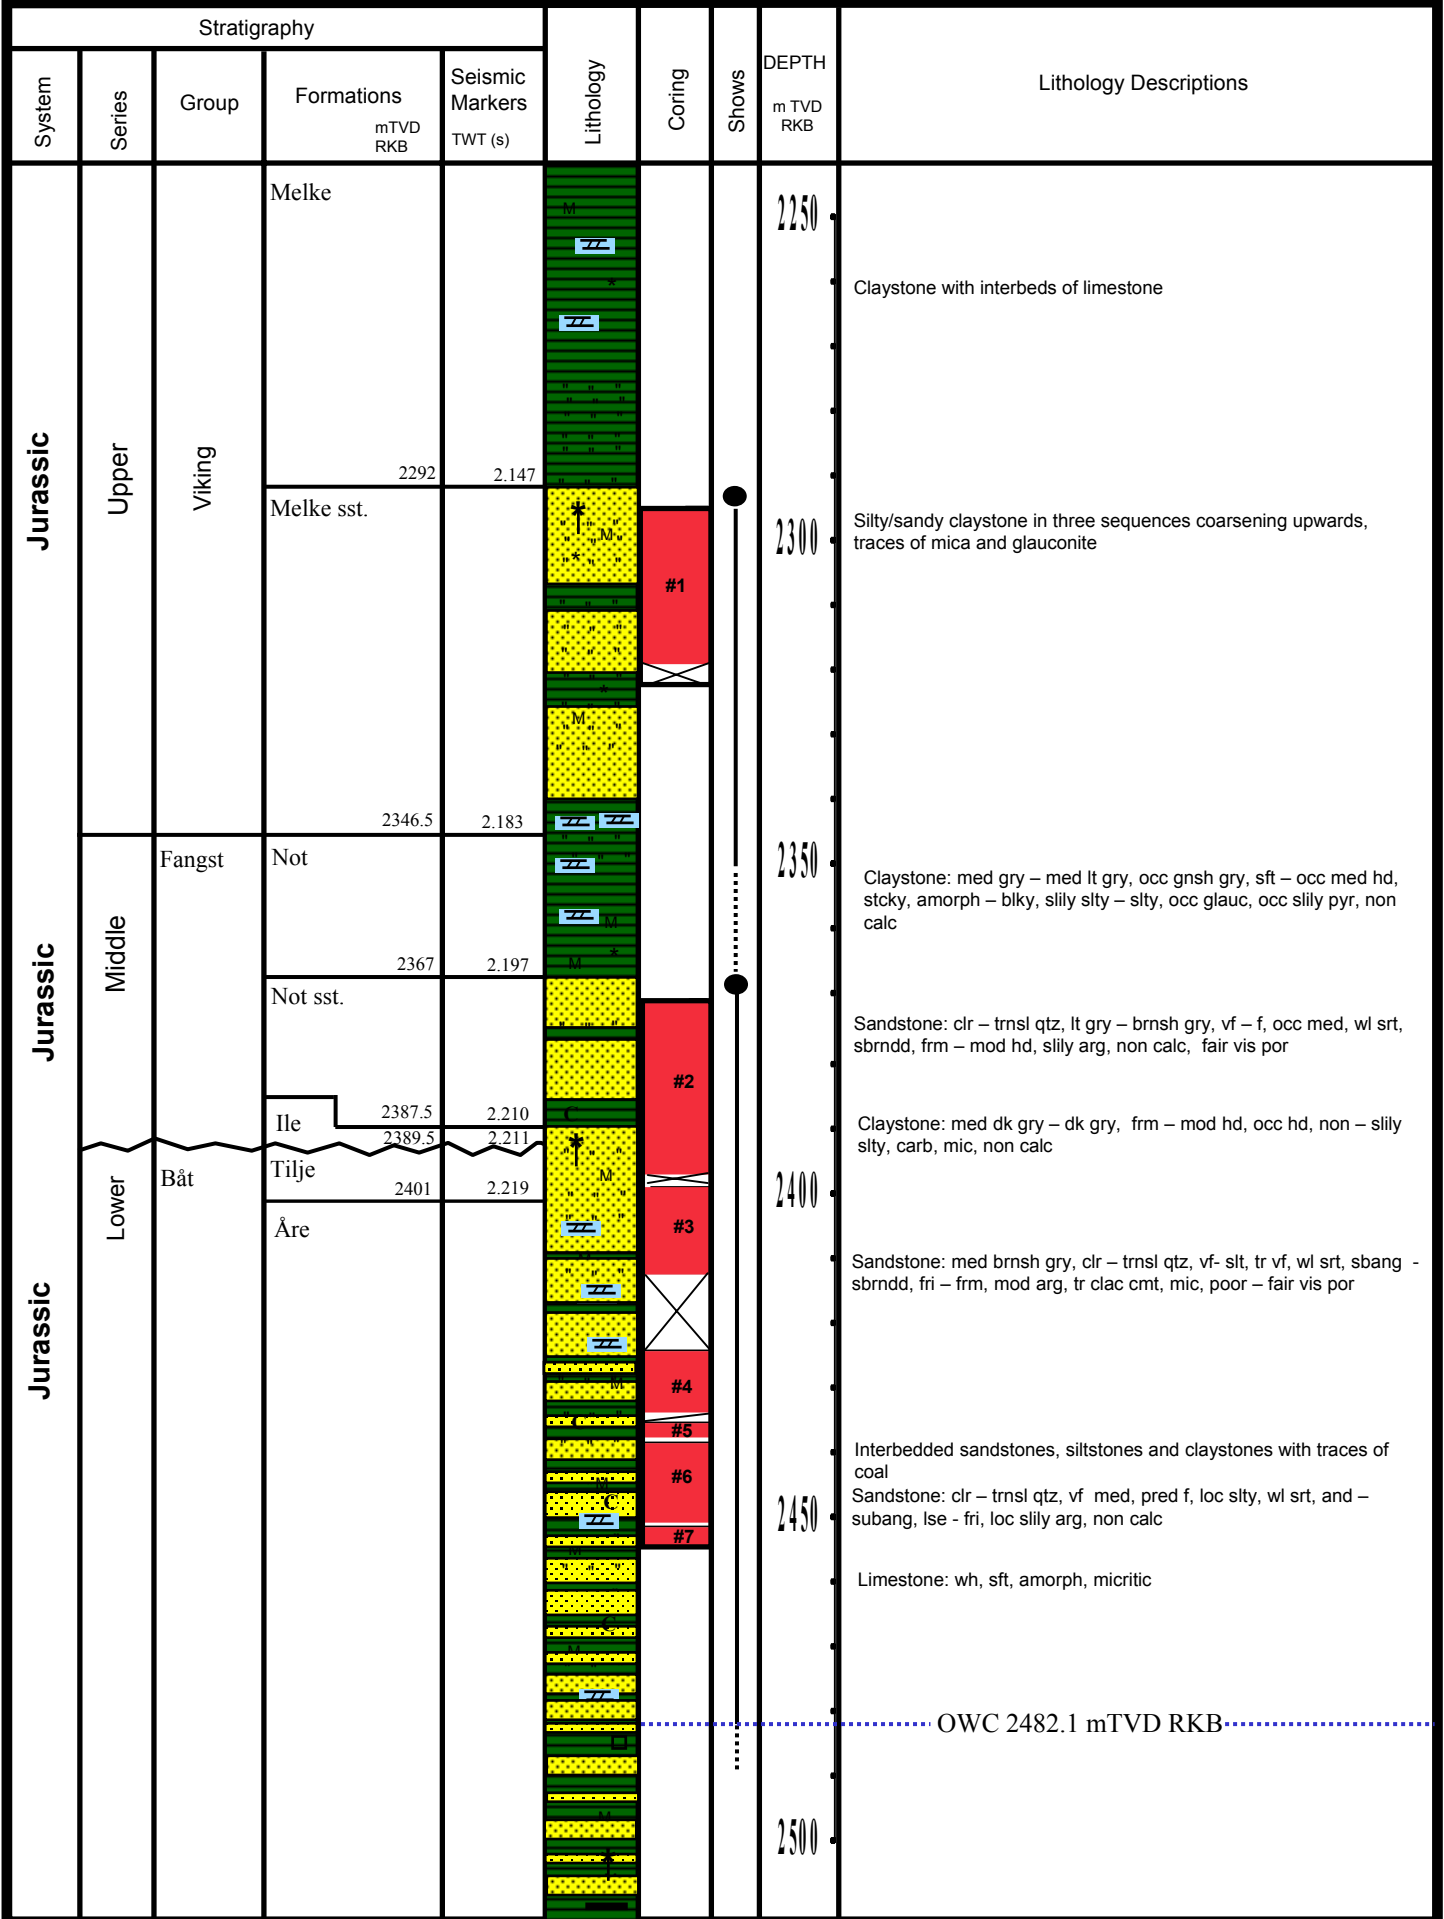 Stratigraphy
System
Series
Group
Formations
mTVD
RKB
Seismic
Markers
TWT (s)
Lithology
Coring
Shows
DEPTH
m TVD
RKB
Lithology Descriptions
Jurassic
Upper
Viking
Melke
2292
2.147
Melke sst.
2346.5
2.183
Jurassic
Middle
Fangst
Not
2367
2.197
Not sst.
2387.5
2.210
Ile
2389.5
2.211
Jurassic
Lower
Båt
Tilje
2401
2.219
Åre
M
M
M
M
M
C
M
M
C
M
C
M
C
M
M
#1
#2
#3
#4
#5
#6
#7
2250
2300
2350
2400
2450
2500
Claystone with interbeds of limestone
Silty/sandy claystone in three sequences coarsening upwards,
traces of mica and glauconite
Claystone: med gry – med lt gry, occ gnsh gry, sft – occ med hd,
stcky, amorph – blky, slily slty – slty, occ glauc, occ slily pyr, non
calc
Sandstone: clr – trnsl qtz, lt gry – brnsh gry, vf – f, occ med, wl srt,
sbrndd, frm – mod hd, slily arg, non calc, fair vis por
Claystone: med dk gry – dk gry, frm – mod hd, occ hd, non – slily
slty, carb, mic, non calc
Sandstone: med brnsh gry, clr – trnsl qtz, vf- slt, tr vf, wl srt, sbang -
sbrndd, fri – frm, mod arg, tr clac cmt, mic, poor – fair vis por
Interbedded sandstones, siltstones and claystones with traces of
coal
Sandstone: clr – trnsl qtz, vf med, pred f, loc slty, wl srt, and –
subang, lse - fri, loc slily arg, non calc
Limestone: wh, sft, amorph, micritic
OWC 2482.1 mTVD RKB